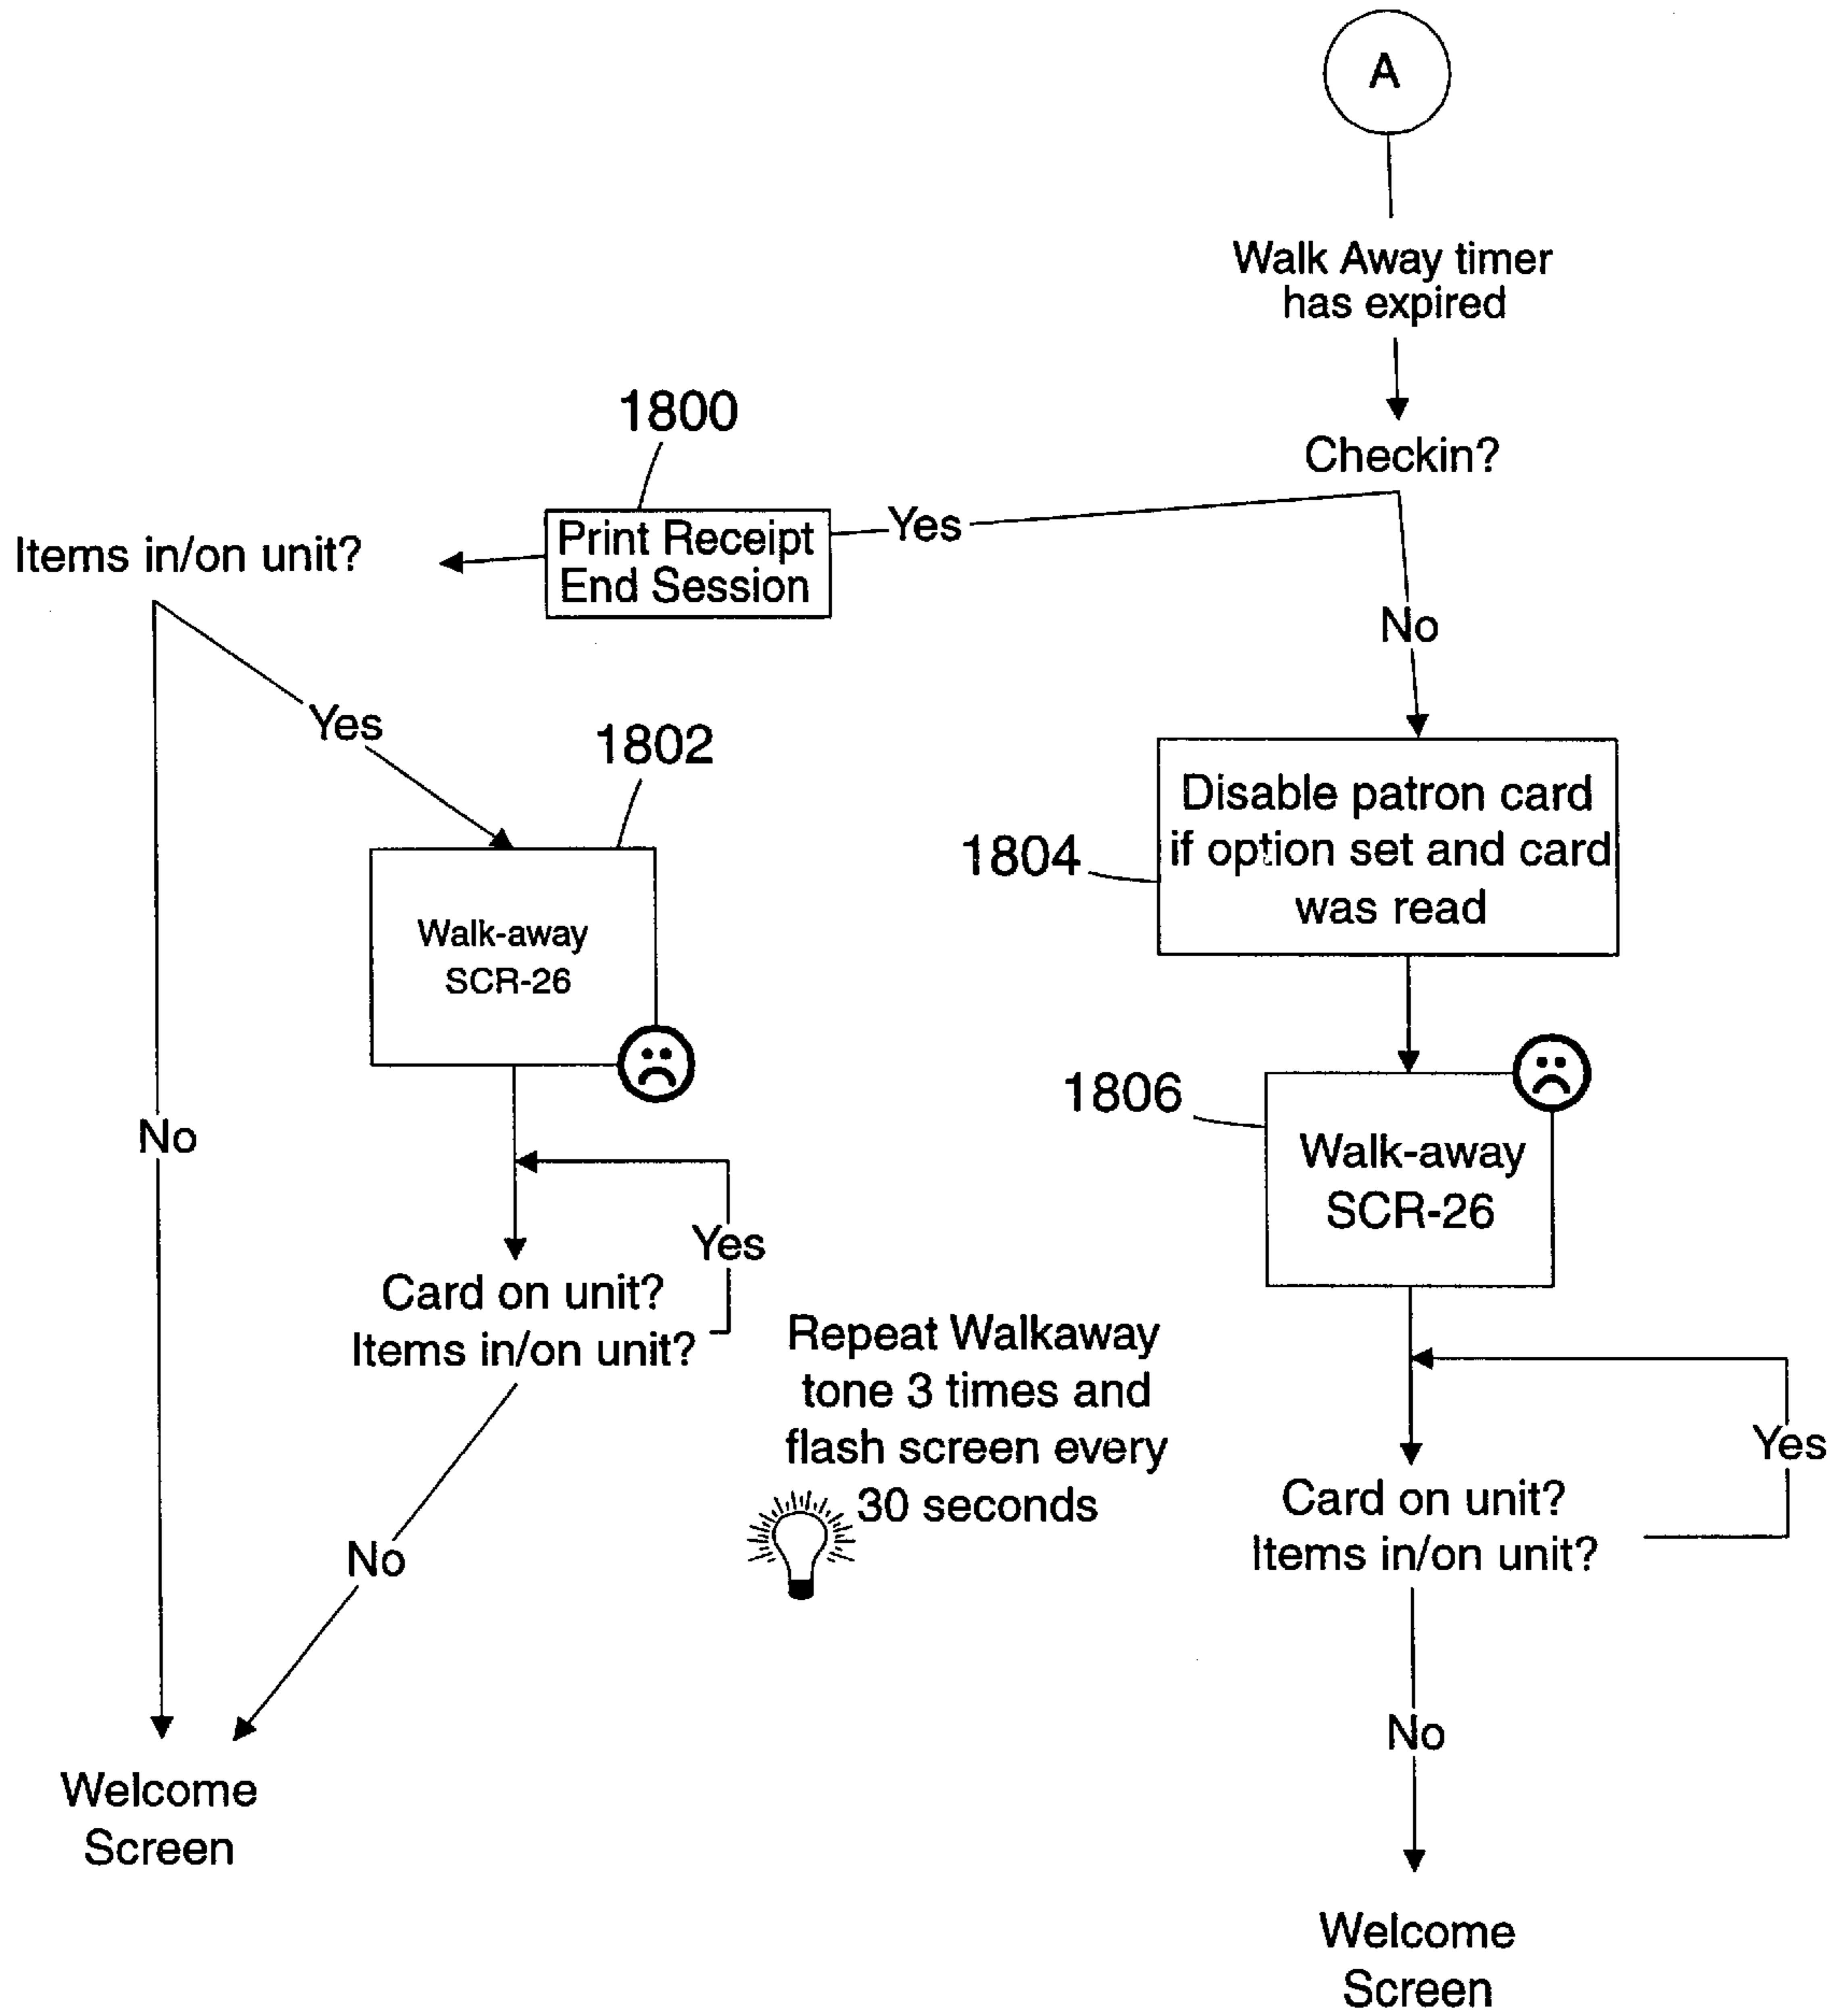 A
Walk Away timer
has expired
Checkin?
1800
Yes
Print Receipt
End Session
Items in/on unit?
No
Yes
1802
Disable patron card
if option set and card
was read
1804
Walk-away
SCR-26
1806
Walk-away
SCR-26
No
Yes
Card on unit?
Items in/on unit?
Repeat Walkaway
tone 3 times and
flash screen every
30 seconds
Yes
Card on unit?
Items in/on unit?
No
No
Welcome
Screen
Welcome
Screen